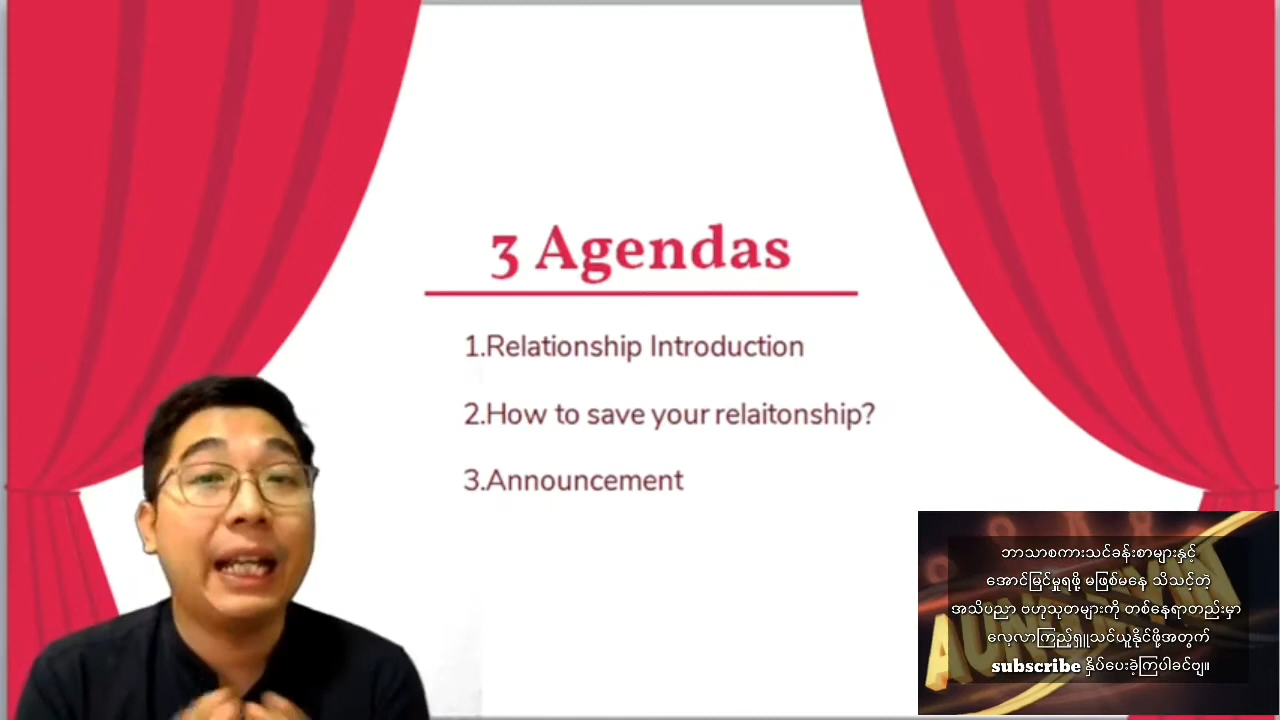 3 Agendas
1.Relationship Introduction
2.How to save your relaitonship?
3.Announcement
ဘာသာစကားသင်ခန်းစာများနှင့်
အောင်မြင်မှုရဖို့ မဖြစ်မနေ သိသင့်တဲ့
အသိပညာ ဗဟုသုတများကို တစ်နေရာတည်းမှာ
လေ့လာကြည့်ရှုသင်ယူနိုင်ဖို့အတွက်
subscribe နှိပ်ပေးခဲ့ကြပါခင်ဗျ။